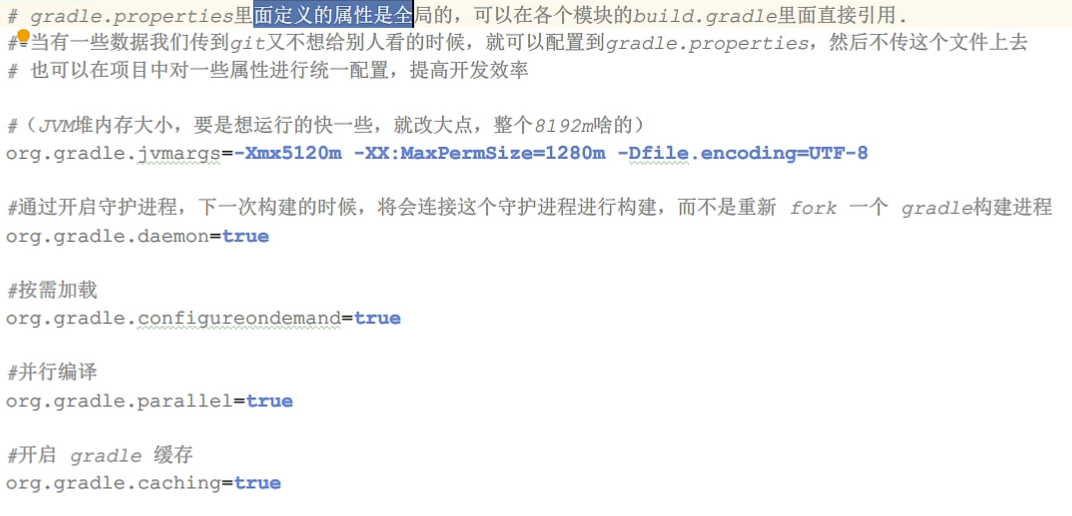 # gradle.properties里面定义的属性是全局的，可以在各个模块的build.gradle里面直接引用.
# 当有一些数据我们传到git又不想给别人看的时候，就可以配置到gradle.properties，然后不传这个文件上去
# 也可以在项目中对一些属性进行统一配置，提高开发效率
#（JVM堆内存大小，要是想运行的快一些，就改大点，整个8192m啥的）
org.gradle.jvmargs=-Xmx5120m -XX:MaxPermSize=1280m -Dfile.encoding=UTF-8
#通过开启守护进程，下一次构建的时候，将会连接这个守护进程进行构建，而不是重新 fork 一个 gradle构建进程
org.gradle.daemon=true
#按需加载
org.gradle.configureondemand=true
#并行编译
org.gradle.parallel=true
#开启 gradle 缓存
org.gradle.caching=true